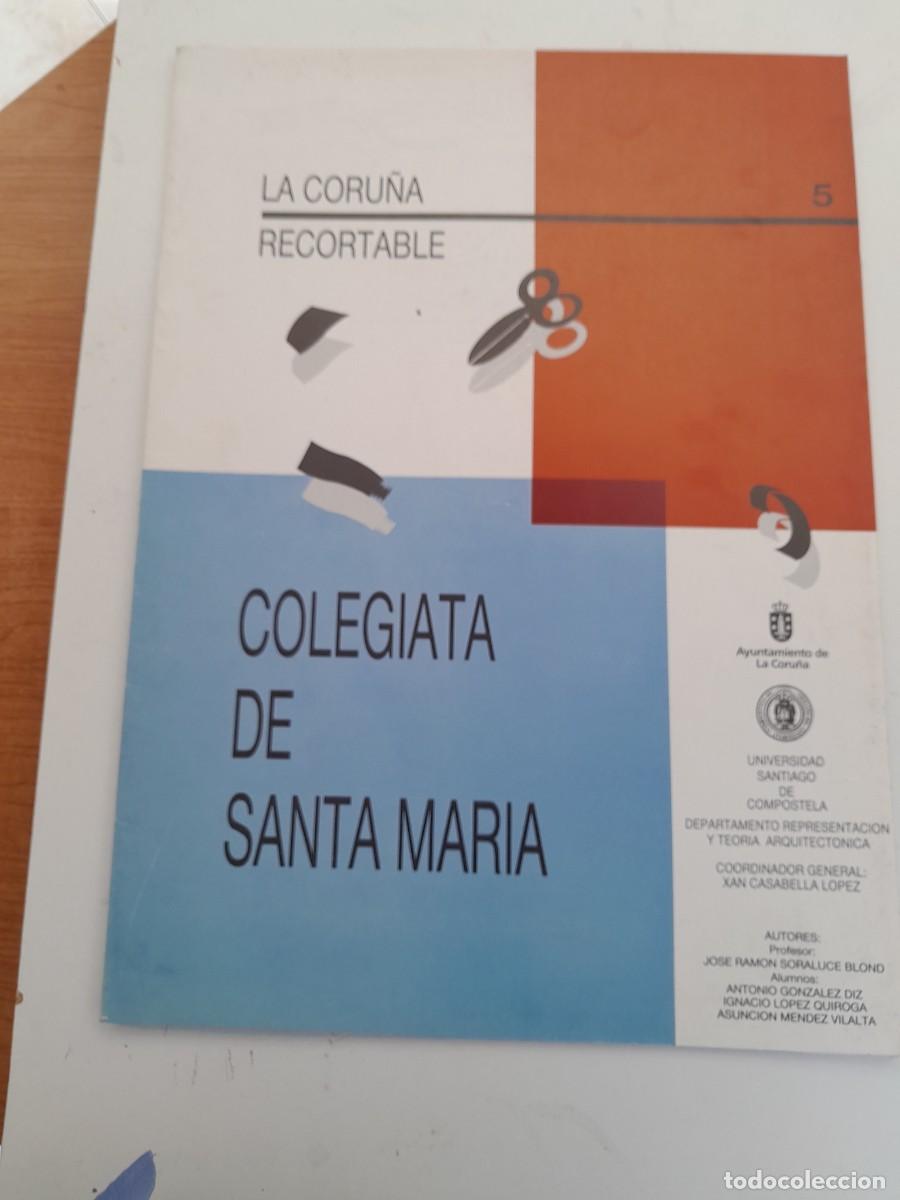 LA CORUÑA
5
RECORTABLE
COLEGIATA
DE
SANTA MARIA
Ayuntamiento de
La Coruña
UNIVERSIDAD
SANTIAGO
DE
COMPOSTELA
DEPARTAMENTO REPRESENTACION
Y TEORIA ARQUITECTONICA
COORDINADOR GENERAL:
XAN CASABELLA LOPEZ
AUTORES:
Profesor:
JOSE RAMON SORALUCE BLOND
Alumnos:
ANTONIO GONZALEZ DIZ
IGNACIO LOPEZ QUIROGA
ASUNCION MENDEZ VILALTA
todocoleccion